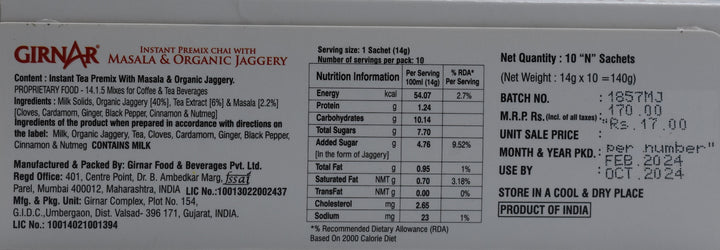 GIRNAR®
INSTANT PREMIX CHAI WITH
MASALA & ORGANIC JAGGERY
Content : Instant Tea Premix With Masala & Organic Jaggery.
PROPRIETARY FOOD - 14.1.5 Mixes for Coffee & Tea Beverages
Ingredients : Milk Solids, Organic Jaggery [40%], Tea Extract [6%] & Masala [2.2%]
[Cloves, Cardamom, Ginger, Black Pepper, Cinnamon & Nutmeg]
Ingredients of the product when prepared in accordance with directions on
the label: Milk, Organic Jaggery, Tea, Cloves, Cardamom, Ginger, Black Pepper,
Cinnamon & Nutmeg CONTAINS MILK
Manufactured & Packed By: Girnar Food & Beverages Pvt. Ltd.
Regd Office: 401, Centre Point, Dr. B. Ambedkar Marg, fssai
Parel, Mumbai 400012, Maharashtra, INDIA LIC No.:10013022002437
Mfg. & Pkg. Unit: Girnar Complex, Plot No. 154,
G.I.D.C.,Umbergaon, Dist. Valsad- 396 171, Gujarat, INDIA.
LIC No: 10014021001394
Serving size: 1 Sachet (14g)
Number of servings per pack: 10
Nutrition Information Per Serving 100ml (14g) % RDA* Per Serving
Energy kcal 54.07 2.7%
Protein g 1.24
Carbohydrates g 10.14
Total Sugars g 7.70
Added Sugar g 4.76 9.52%
[In the form of Jaggery]
Total Fat g 0.95 1%
Saturated Fat NMT g 0.70 3.18%
TransFat NMT g 0.00 0%
Cholesterol mg 2.65
Sodium mg 23 1%
*% Recommended Dietary Allowance (RDA)
Based On 2000 Calorie Diet
Net Quantity : 10 "N" Sachets
(Net Weight : 14g x 10 =140g)
BATCH NO. : 1857MJ
M.R.P. Rs. (Incl. of all taxes) : 170.00
UNIT SALE PRICE : "Rs. 17.00
per number"
MONTH & YEAR PKD. : FEB.2024
USE BY : OCT.2024
STORE IN A COOL & DRY PLACE
PRODUCT OF INDIA